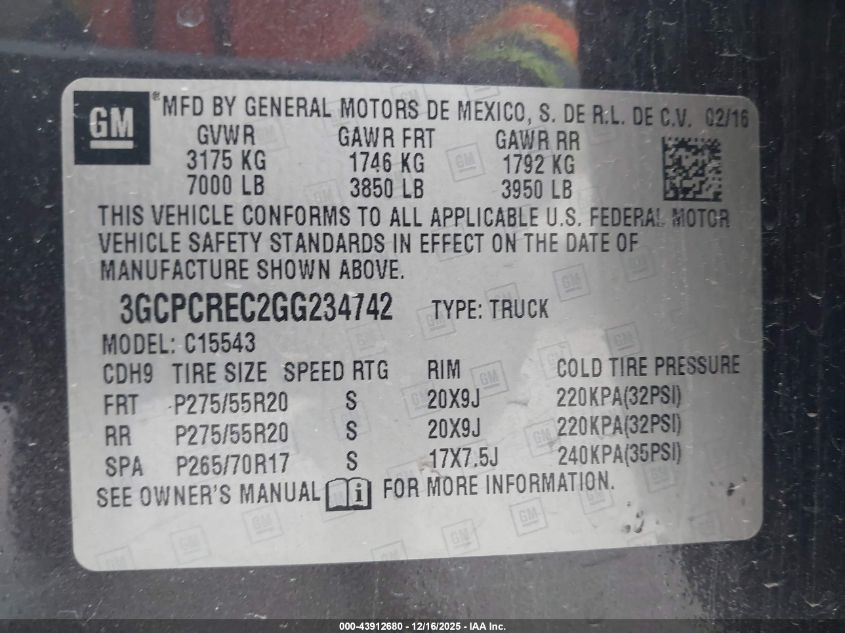 GM ® MFD BY GENERAL MOTORS DE MEXICO, S. DE R.L. DE C.V. 02/16
GVWR GAWR FRT GAWR RR
3175 KG 1746 KG 1792 KG
7000 LB 3850 LB 3950 LB
THIS VEHICLE CONFORMS TO ALL APPLICABLE U.S. FEDERAL MOTOR
VEHICLE SAFETY STANDARDS IN EFFECT ON THE DATE OF
MANUFACTURE SHOWN ABOVE.
3GCPCREC2GG234742 TYPE: TRUCK
MODEL: C15543
CDH9 TIRE SIZE SPEED RTG RIM COLD TIRE PRESSURE
FRT P275/55R20 S 20X9J 220KPA(32PSI)
RR P275/55R20 S 20X9J 220KPA(32PSI)
SPA P265/70R17 S 17X7.5J 240KPA(35PSI)
SEE OWNER'S MANUAL i FOR MORE INFORMATION.
000-43912680 - 12/16/2025 - IAA Inc.